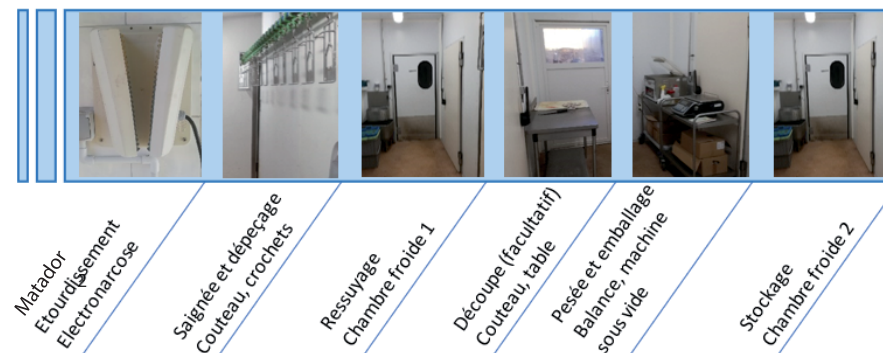 Matador
Etourdissement
Electronarcose
Saignée et dépeçage
Couteau, crochets
Ressuyage
Chambre froide 1
Découpe (facultatif)
Couteau, table
Pesée et emballage
Balance, machine
sous vide
Stockage
Chambre froide 2